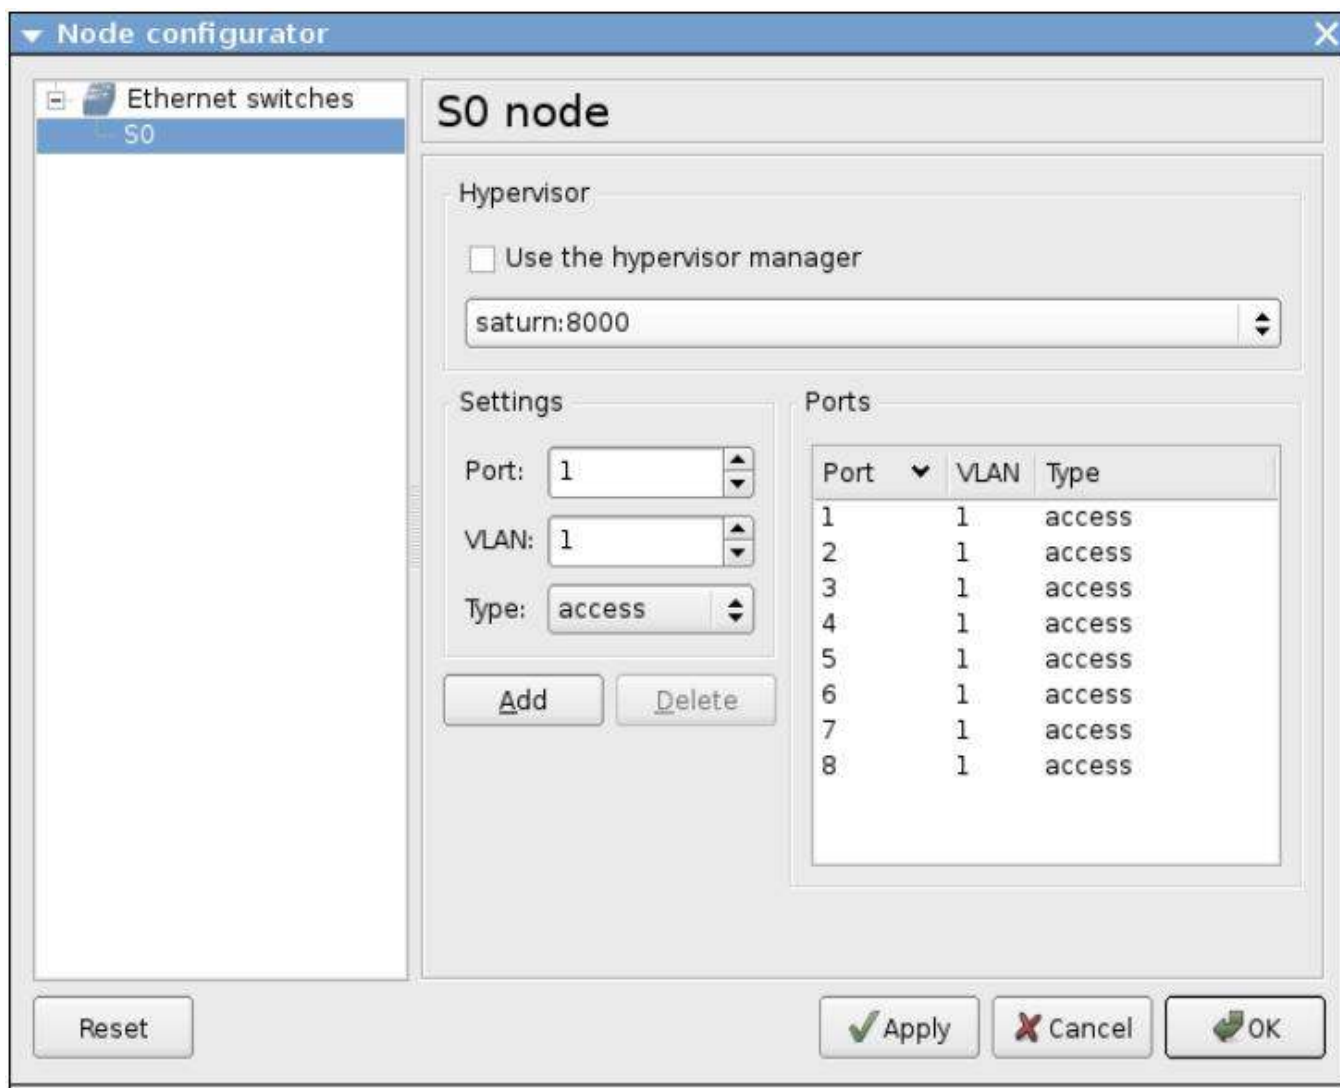 Node configurator
Ethernet switches
S0
S0 node
Hypervisor
Use the hypervisor manager
saturn:8000
Settings
Port: 1
VLAN: 1
Type: access
Add Delete
Ports
Port VLAN Type
1 1 access
2 1 access
3 1 access
4 1 access
5 1 access
6 1 access
7 1 access
8 1 access
Reset Apply Cancel OK